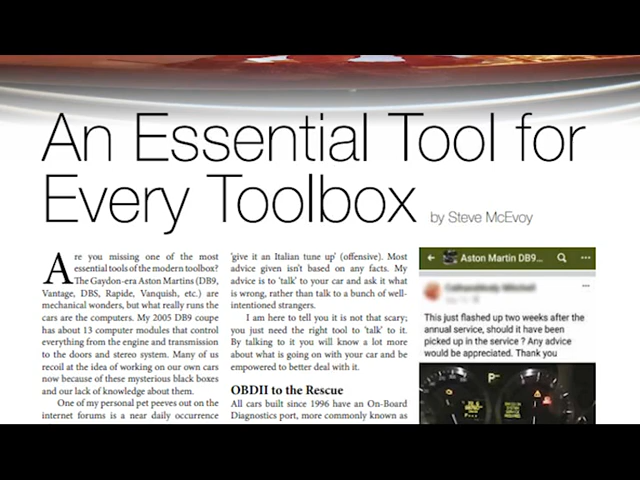 An Essential Tool for
Every Toolbox by Steve McEvoy
Are you missing one of the most
essential tools of the modern toolbox?
The Gaydon-era Aston Martins (DB9,
Vantage, DBS, Rapide, Vanquish, etc.) are
mechanical wonders, but what really runs the
cars are the computers. My 2005 DB9 coupe
has about 13 computer modules that control
everything from the engine and transmission
to the doors and stereo system. Many of us
recoil at the idea of working on our own cars
now because of these mysterious black boxes
and our lack of knowledge about them.
One of my personal pet peeves out on the
internet forums is a near daily occurrence
'give it an Italian tune up' (offensive). Most
advice given isn't based on any facts. My
advice is to 'talk' to your car and ask it what
is wrong, rather than talk to a bunch of well-
intentioned strangers.
I am here to tell you it is not that scary;
you just need the right tool to 'talk' to it.
By talking to it you will know a lot more
about what is going on with your car and be
empowered to better deal with it.
OBDII to the Rescue
All cars built since 1996 have an On-Board
Diagnostics port, more commonly known as
Aston Martin DB9...
This just flashed up two weeks after the
annual service, should it have been
picked up in the service ? Any advice
would be appreciated. Thank you